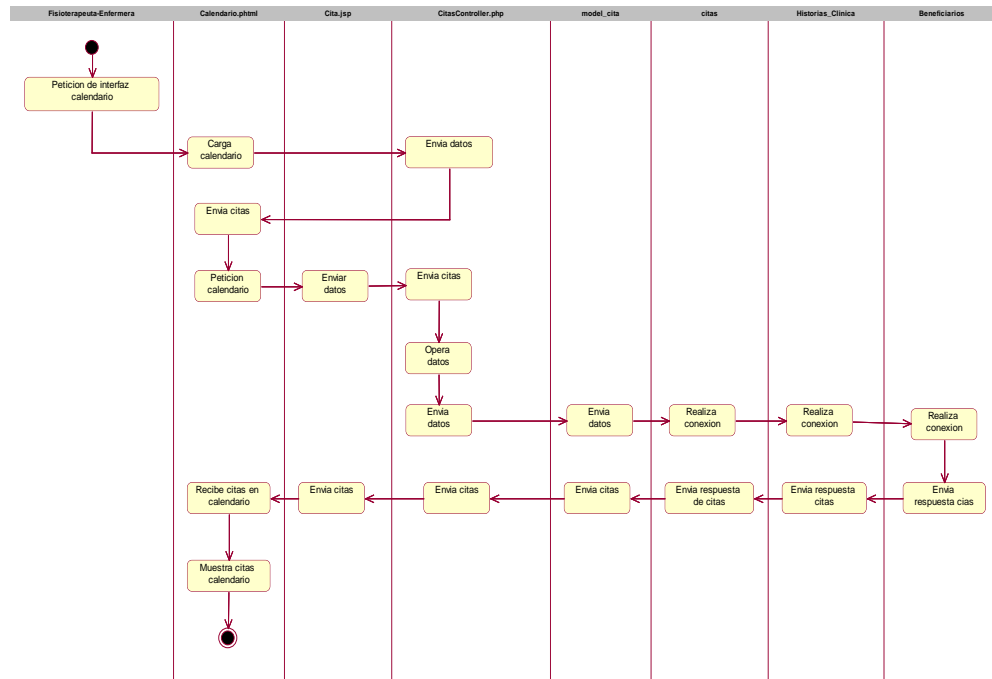 Fisioterapeuta-Enfermera
Calendario.phtml
Cita.jsp
CitasController.php
model_cita
citas
Historias_Clinica
Beneficiarios
Peticion de interfaz
calendario
Carga
calendario
Envia datos
Envia citas
Peticion
calendario
Enviar
datos
Envia citas
Opera
datos
Envia
datos
Envia
datos
Realiza
conexion
Realiza
conexion
Realiza
conexion
Recibe citas en
calendario
Envia citas
Envia citas
Envia citas
Envia respuesta
de citas
Envia respuesta
citas
Envia
respuesta cias
Muestra citas
calendario